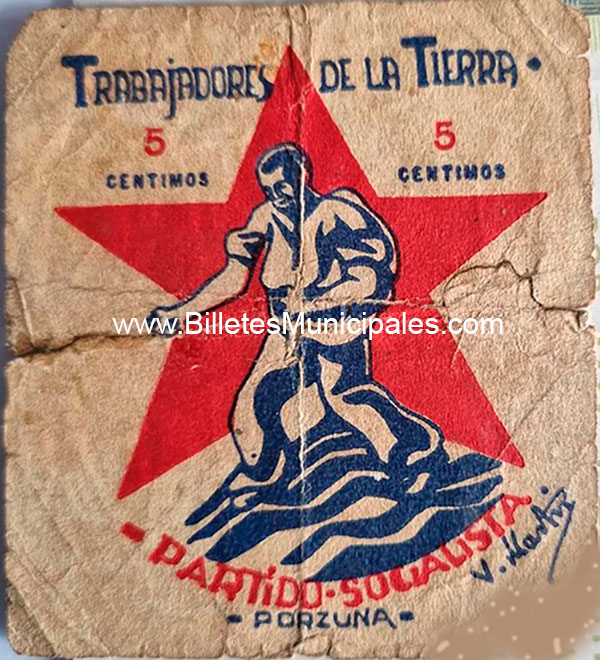 TRABAJADORES DE LA TIERRA.
5 5
CENTIMOS CENTIMOS
www.BilletesMunicipales.com
- PARTIDO-SOCIALISTA
- PORZUNA -